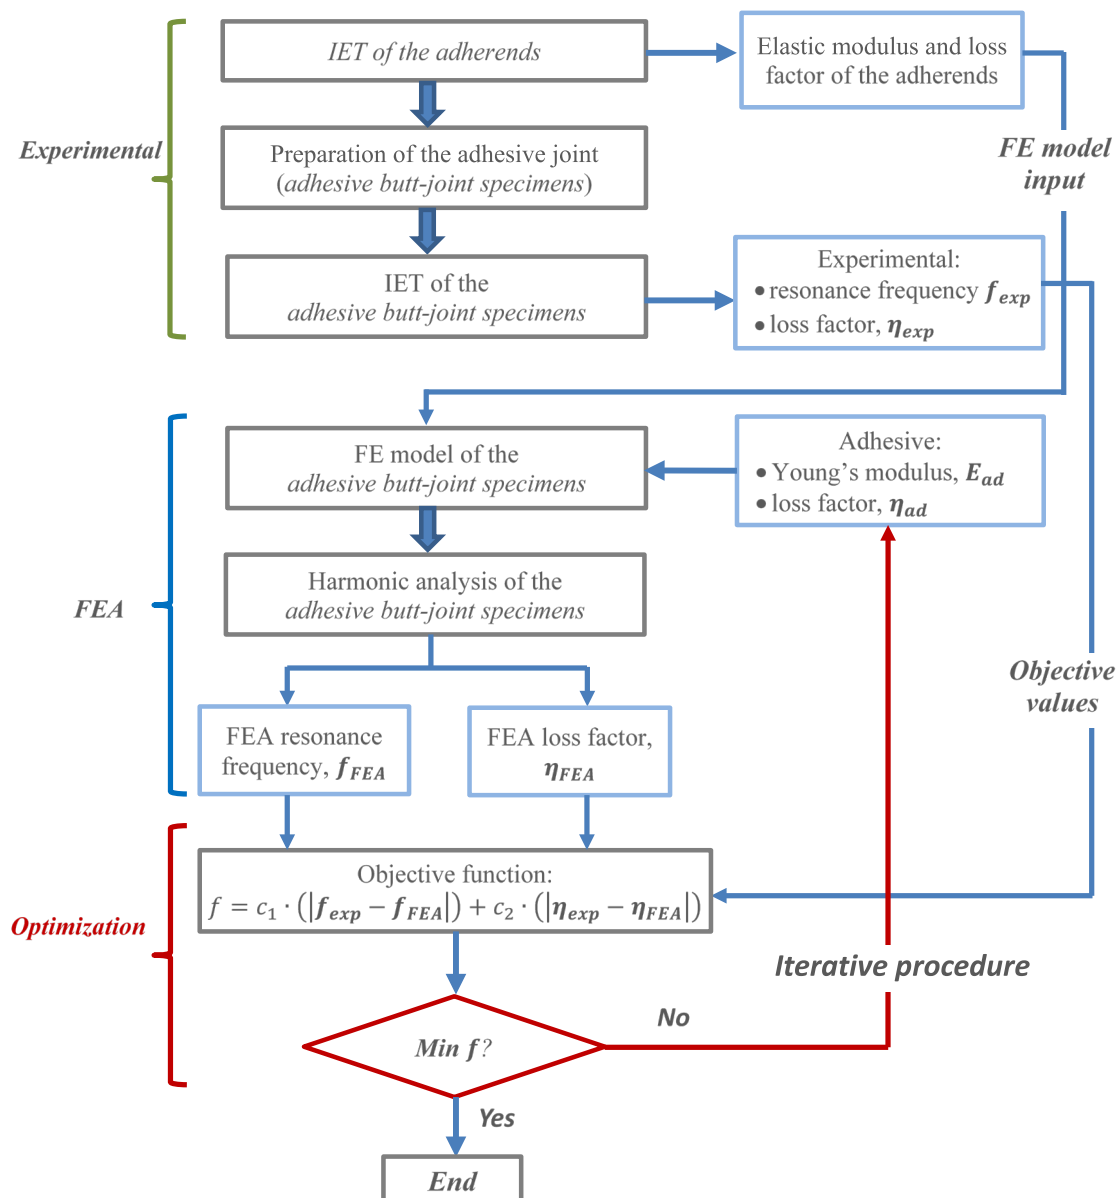 IET of the adherends
Elastic modulus and loss
factor of the adherends
Experimental
Preparation of the adhesive joint
(adhesive butt-joint specimens)
FE model
input
IET of the
adhesive butt-joint specimens
Experimental:
• resonance frequency f_exp
• loss factor, η_exp
FEA
FE model of the
adhesive butt-joint specimens
Adhesive:
• Young's modulus, E_ad
• loss factor, η_ad
Harmonic analysis of the
adhesive butt-joint specimens
Objective
values
FEA resonance
frequency, f_FEA
FEA loss factor,
η_FEA
Optimization
Objective function:
f = c₁ · (|f_exp − f_FEA|) + c₂ · (|η_exp − η_FEA|)
Iterative procedure
Min f?
No
Yes
End